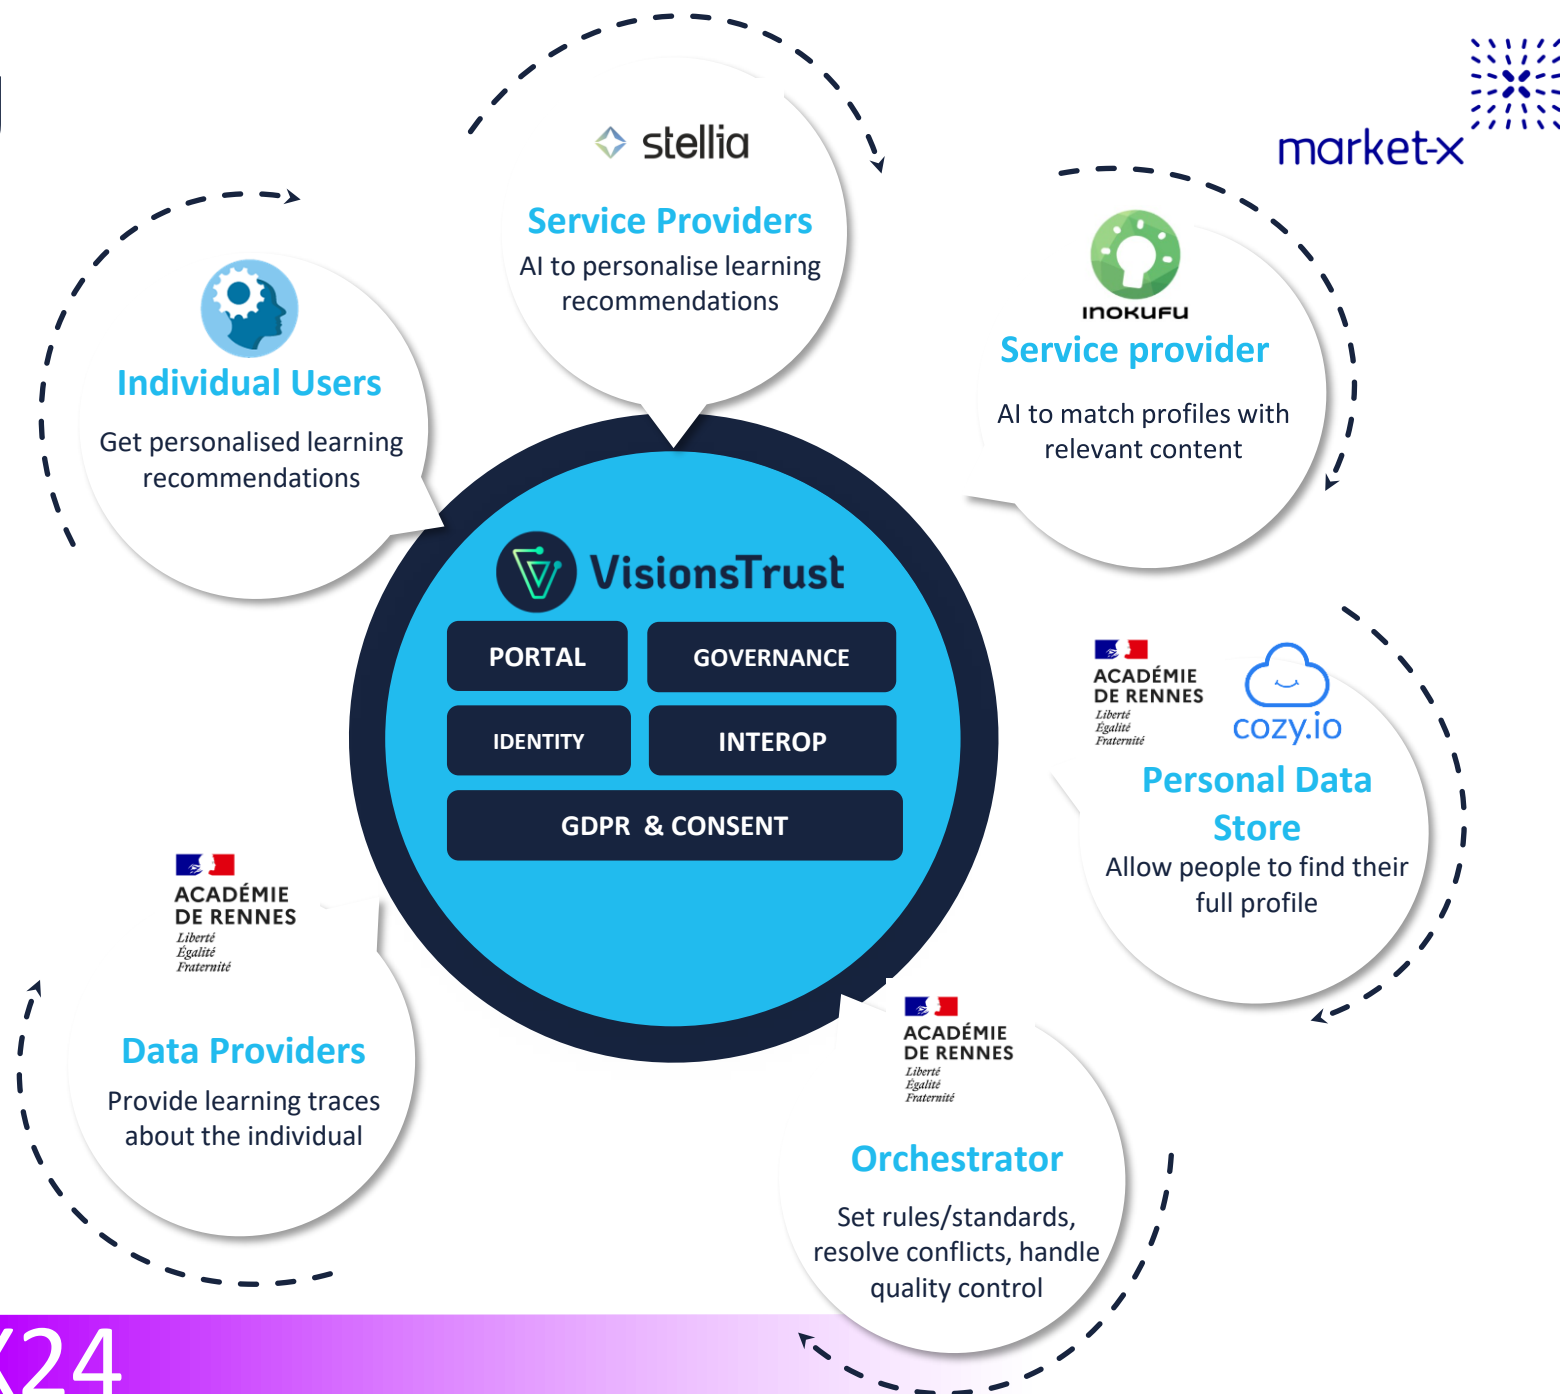 market-x
stellia
Service Providers
AI to personalise learning
recommendations
INOKUFU
Service provider
AI to match profiles with
relevant content
Individual Users
Get personalised learning
recommendations
VisionsTrust
PORTAL
GOVERNANCE
IDENTITY
INTEROP
GDPR & CONSENT
ACADÉMIE
DE RENNES
Liberté
Égalité
Fraternité
cozy.io
Personal Data
Store
Allow people to find their
full profile
ACADÉMIE
DE RENNES
Liberté
Égalité
Fraternité
Data Providers
Provide learning traces
about the individual
ACADÉMIE
DE RENNES
Liberté
Égalité
Fraternité
Orchestrator
Set rules/standards,
resolve conflicts, handle
quality control
X24